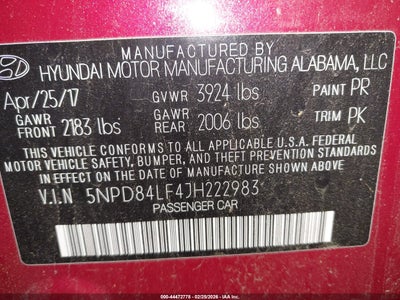 MANUFACTURED BY
HYUNDAI MOTOR MANUFACTURING ALABAMA, LLC
Apr/25/17 GVWR 3924 lbs PAINT PR
GAWR FRONT 2183 lbs GAWR REAR 2006 lbs TRIM PK
THIS VEHICLE CONFORMS TO ALL APPLICABLE U.S.A. FEDERAL
MOTOR VEHICLE SAFETY, BUMPER, AND THEFT PREVENTION STANDARDS
IN EFFECT ON THE DATE OF MANUFACTURE SHOWN ABOVE.
V.I.N 5NPD84LF4JH222983
PASSENGER CAR
000-44472778 - 02/25/2026 - IAA Inc.